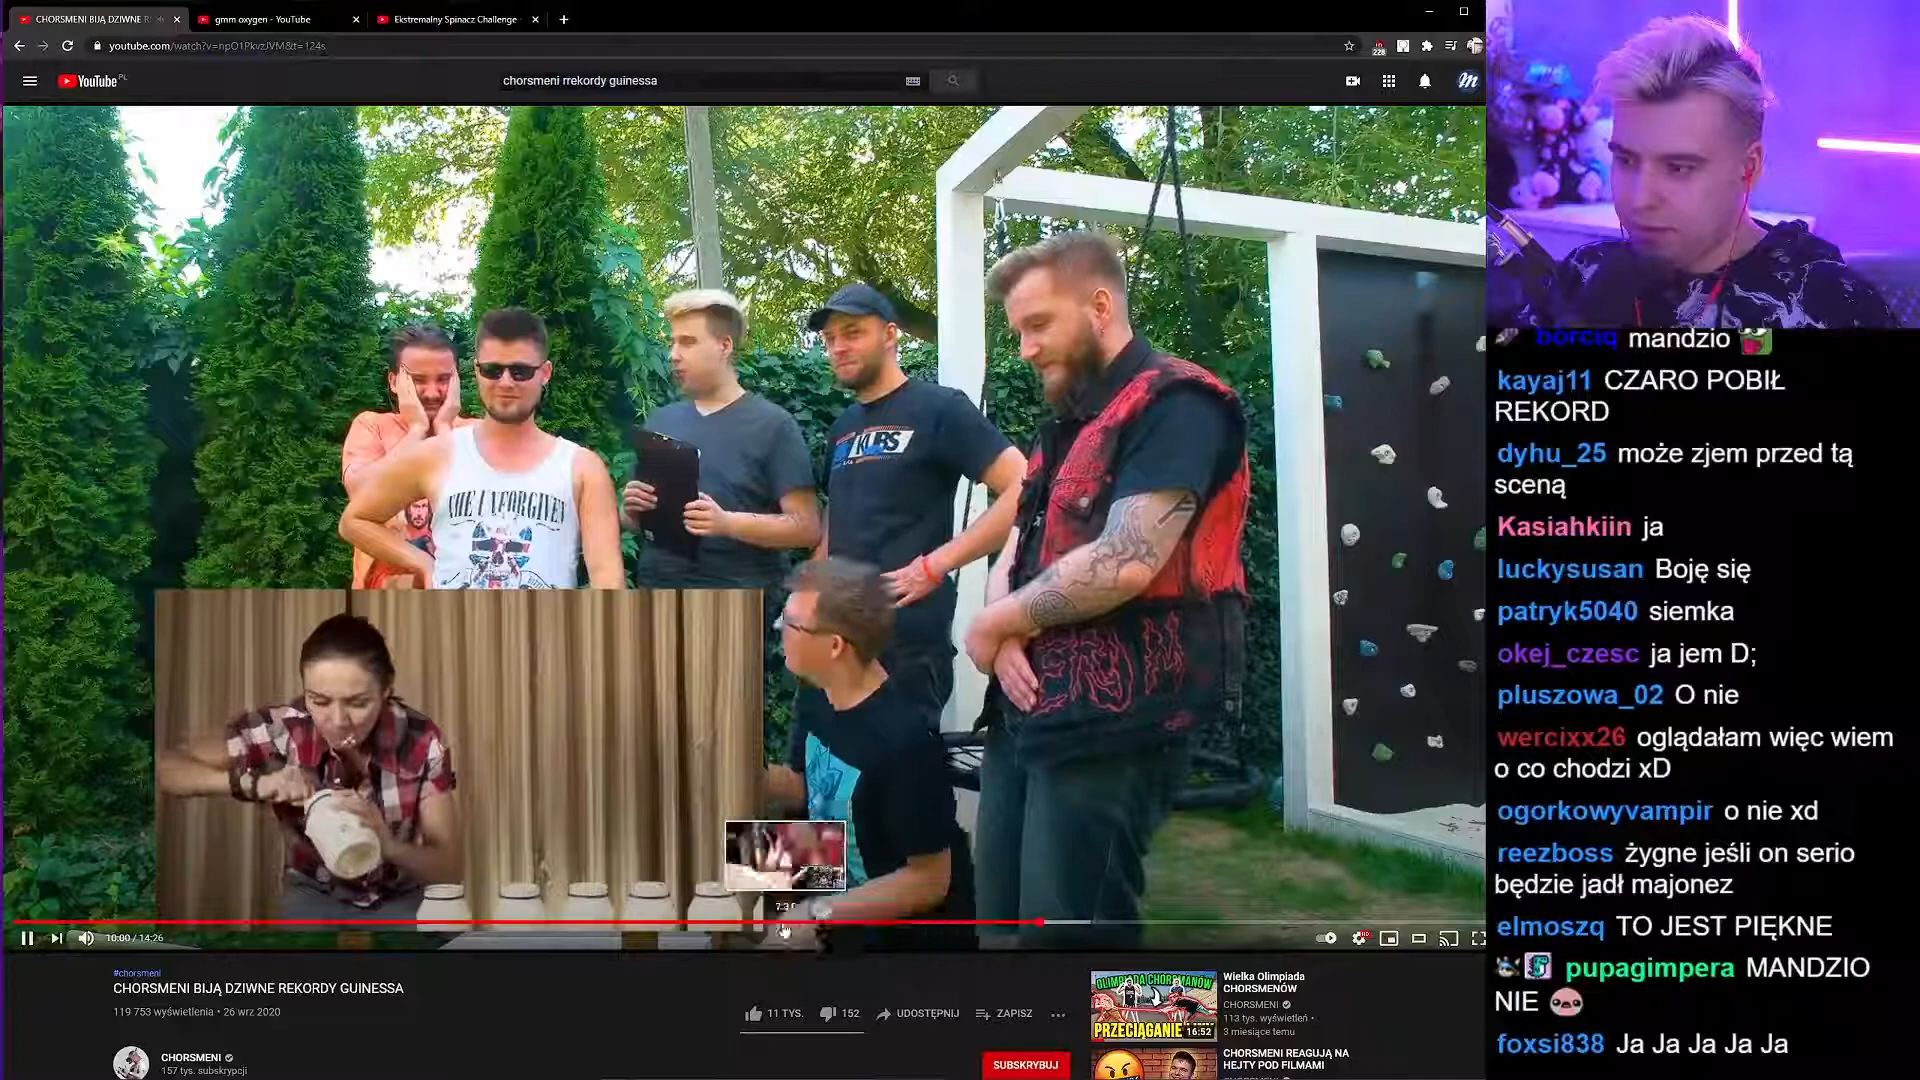 CHORSMENI BIJĄ DZIWNE R
gmm oxygen - YouTube
Ekstremalny Spinacz Challenge
youtube.com/watch?v=npO1PkvzJVM&t=124s
228
YouTube PL
chorsmeni rrekordy guinessa
KUBS
10:00 / 14:26
HD
#chorsmeni
CHORSMENI BIJĄ DZIWNE REKORDY GUINESSA
119 753 wyświetlenia • 26 wrz 2020
11 TYS.
152
UDOSTĘPNIJ
ZAPISZ
CHORSMENI
157 tys. subskrypcji
SUBSKRYBUJ
OLIMPIADA CHORSMANÓW
PRZECIĄGANIE
16:52
Wielka Olimpiada
CHORSMENÓW
CHORSMENI
113 tys. wyświetleń •
3 miesiące temu
CHORSMENI REAGUJĄ NA
HEJTY POD FILMAMI
borciq mandzio
kayaj11 CZARO POBIŁ
REKORD
dyhu_25 może zjem przed tą
sceną
Kasiahkiin ja
luckysusan Boję się
patryk5040 siemka
okej_czesc ja jem D;
pluszowa_02 O nie
wercixx26 oglądałam więc wiem
o co chodzi xD
ogorkowyvampir o nie xd
reezboss żygne jeśli on serio
będzie jadł majonez
elmoszq TO JEST PIĘKNE
pupagimpera MANDZIO
NIE
foxsi838 Ja Ja Ja Ja Ja